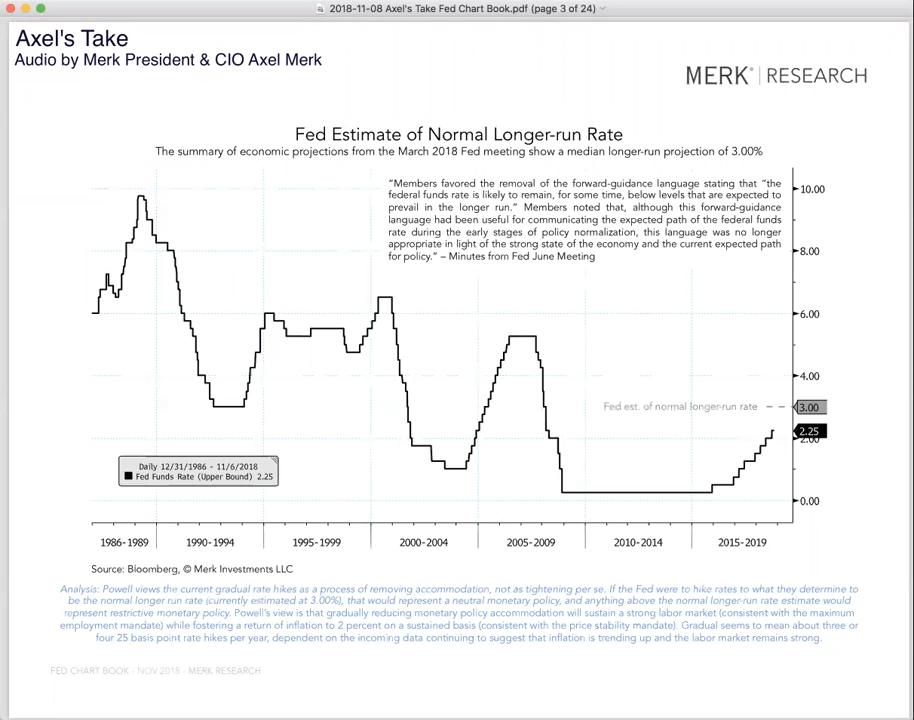 2018-11-08 Axel's Take Fed Chart Book.pdf (page 3 of 24)
Axel's Take
Audio by Merk President & CIO Axel Merk
MERK® | RESEARCH
Fed Estimate of Normal Longer-run Rate
The summary of economic projections from the March 2018 Fed meeting show a median longer-run projection of 3.00%
"Members favored the removal of the forward-guidance language stating that "the
federal funds rate is likely to remain, for some time, below levels that are expected to
prevail in the longer run." Members noted that, although this forward-guidance
language had been useful for communicating the expected path of the federal funds
rate during the early stages of policy normalization, this language was no longer
appropriate in light of the strong state of the economy and the current expected path
for policy." – Minutes from Fed June Meeting
10.00
8.00
6.00
4.00
Fed est. of normal longer-run rate
3.00
2.25
2.00
0.00
Daily 12/31/1986 - 11/6/2018
Fed Funds Rate (Upper Bound) 2.25
1986-1989 1990-1994 1995-1999 2000-2004 2005-2009 2010-2014 2015-2019
Source: Bloomberg, © Merk Investments LLC
Analysis: Powell views the current gradual rate hikes as a process of removing accommodation, not as tightening per se. If the Fed were to hike rates to what they determine to
be the normal longer run rate (currently estimated at 3.00%), that would represent a neutral monetary policy, and anything above the normal longer-run rate estimate would
represent restrictive monetary policy. Powell's view is that gradually reducing monetary policy accommodation will sustain a strong labor market (consistent with the maximum
employment mandate) while fostering a return of inflation to 2 percent on a sustained basis (consistent with the price stability mandate). Gradual seems to mean about three or
four 25 basis point rate hikes per year, dependent on the incoming data continuing to suggest that inflation is trending up and the labor market remains strong.
FED CHART BOOK - NOV 2018 - MERK RESEARCH